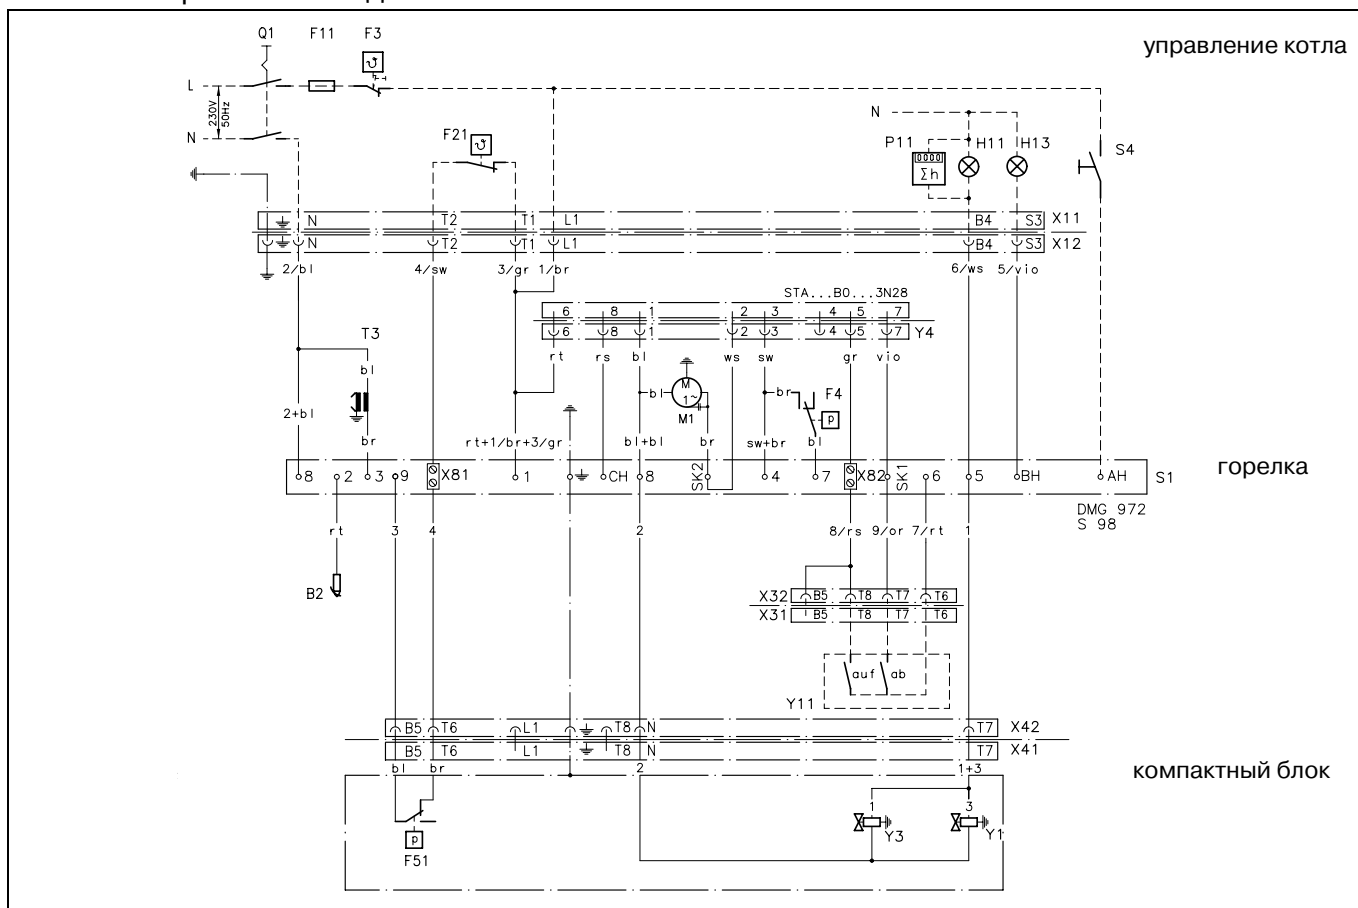 Q1 F11 F3
управление котла
L
230V
50Hz
N
N
F21
P11 H11 H13
0000
Σh
S4
N T2 T1 L1 B4 S3 X11
N T2 T1 L1 B4 S3 X12
2/bl 4/sw 3/gr 1/br 6/ws 5/vio
STA...BO...3N28
6 8 1 2 3 4 5 7
6 8 1 2 3 4 5 7 Y4
T3
rt rs bl ws sw gr vio
bl
bl M 1~ br F4
M1 p
2+bl
br rt+1/br+3/gr bl+bl br sw+br bl
8 2 3 9 X81 1 CH 8 SK2 4 7 X82 SK1 6 5 BH AH S1
горелка
DMG 972
S 98
rt 3 4 2 8/rs 9/or 7/rt 1
B2
X32 B5 T8 T7 T6
X31 B5 T8 T7 T6
auf ab
Y11
B5 T6 L1 T8 N T7 X42
B5 T6 L1 T8 N T7 X41
bl br 2 1+3
компактный блок
1 3
p Y3 Y1
F51